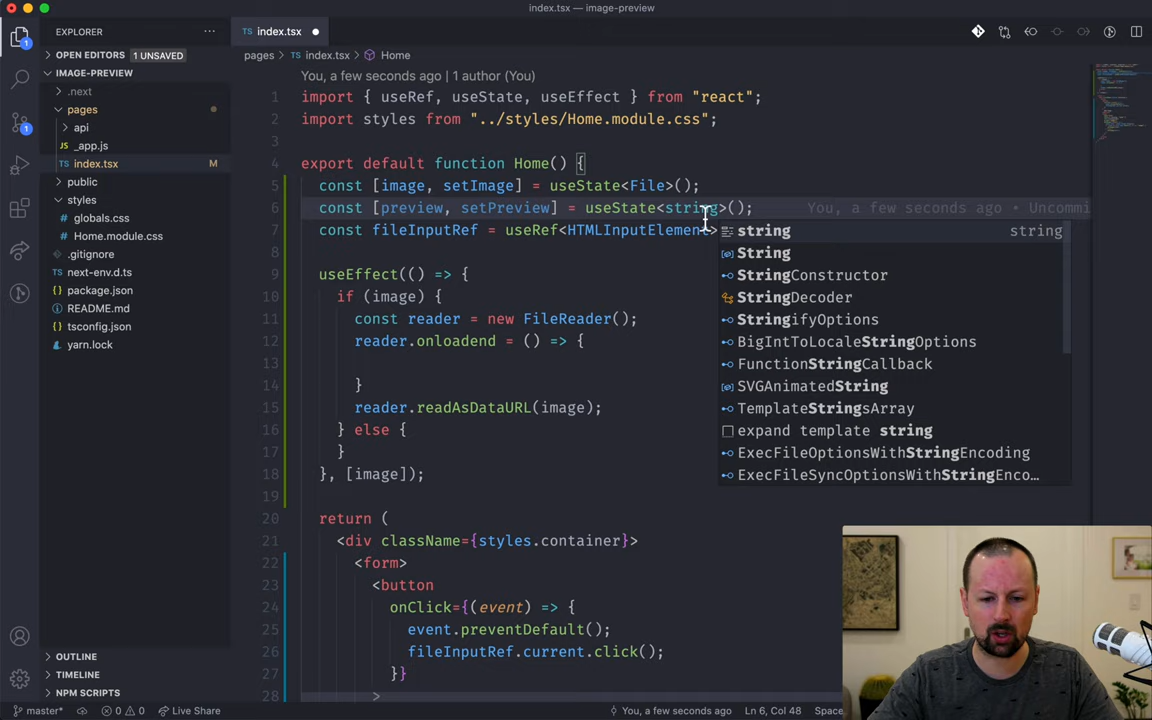 index.tsx — image-preview
EXPLORER
TS index.tsx
OPEN EDITORS 1 UNSAVED
IMAGE-PREVIEW
.next
pages
api
_app.js
index.tsx M
public
styles
globals.css
Home.module.css
.gitignore
next-env.d.ts
package.json
README.md
tsconfig.json
yarn.lock
OUTLINE
TIMELINE
NPM SCRIPTS
1
1
pages > TS index.tsx > Home
You, a few seconds ago | 1 author (You)
1 import { useRef, useState, useEffect } from "react";
2 import styles from "../styles/Home.module.css";
3
4 export default function Home() {
5 const [image, setImage] = useState<File>();
6 const [preview, setPreview] = useState<string>(); You, a few seconds ago • Uncommi
7 const fileInputRef = useRef<HTMLInputElement>
8
9 useEffect(() => {
10 if (image) {
11 const reader = new FileReader();
12 reader.onloadend = () => {
13
14 }
15 reader.readAsDataURL(image);
16 } else {
17 }
18 }, [image]);
19
20 return (
21 <div className={styles.container}>
22 <form>
23 <button
24 onClick={(event) => {
25 event.preventDefault();
26 fileInputRef.current.click();
27 }}
28 >
string string
String
StringConstructor
StringDecoder
StringifyOptions
BigIntToLocaleStringOptions
FunctionStringCallback
SVGAnimatedString
TemplateStringsArray
expand template string
ExecFileOptionsWithStringEncoding
ExecFileSyncOptionsWithStringEnco…
master* 0 0 Live Share
You, a few seconds ago Ln 6, Col 48 Space